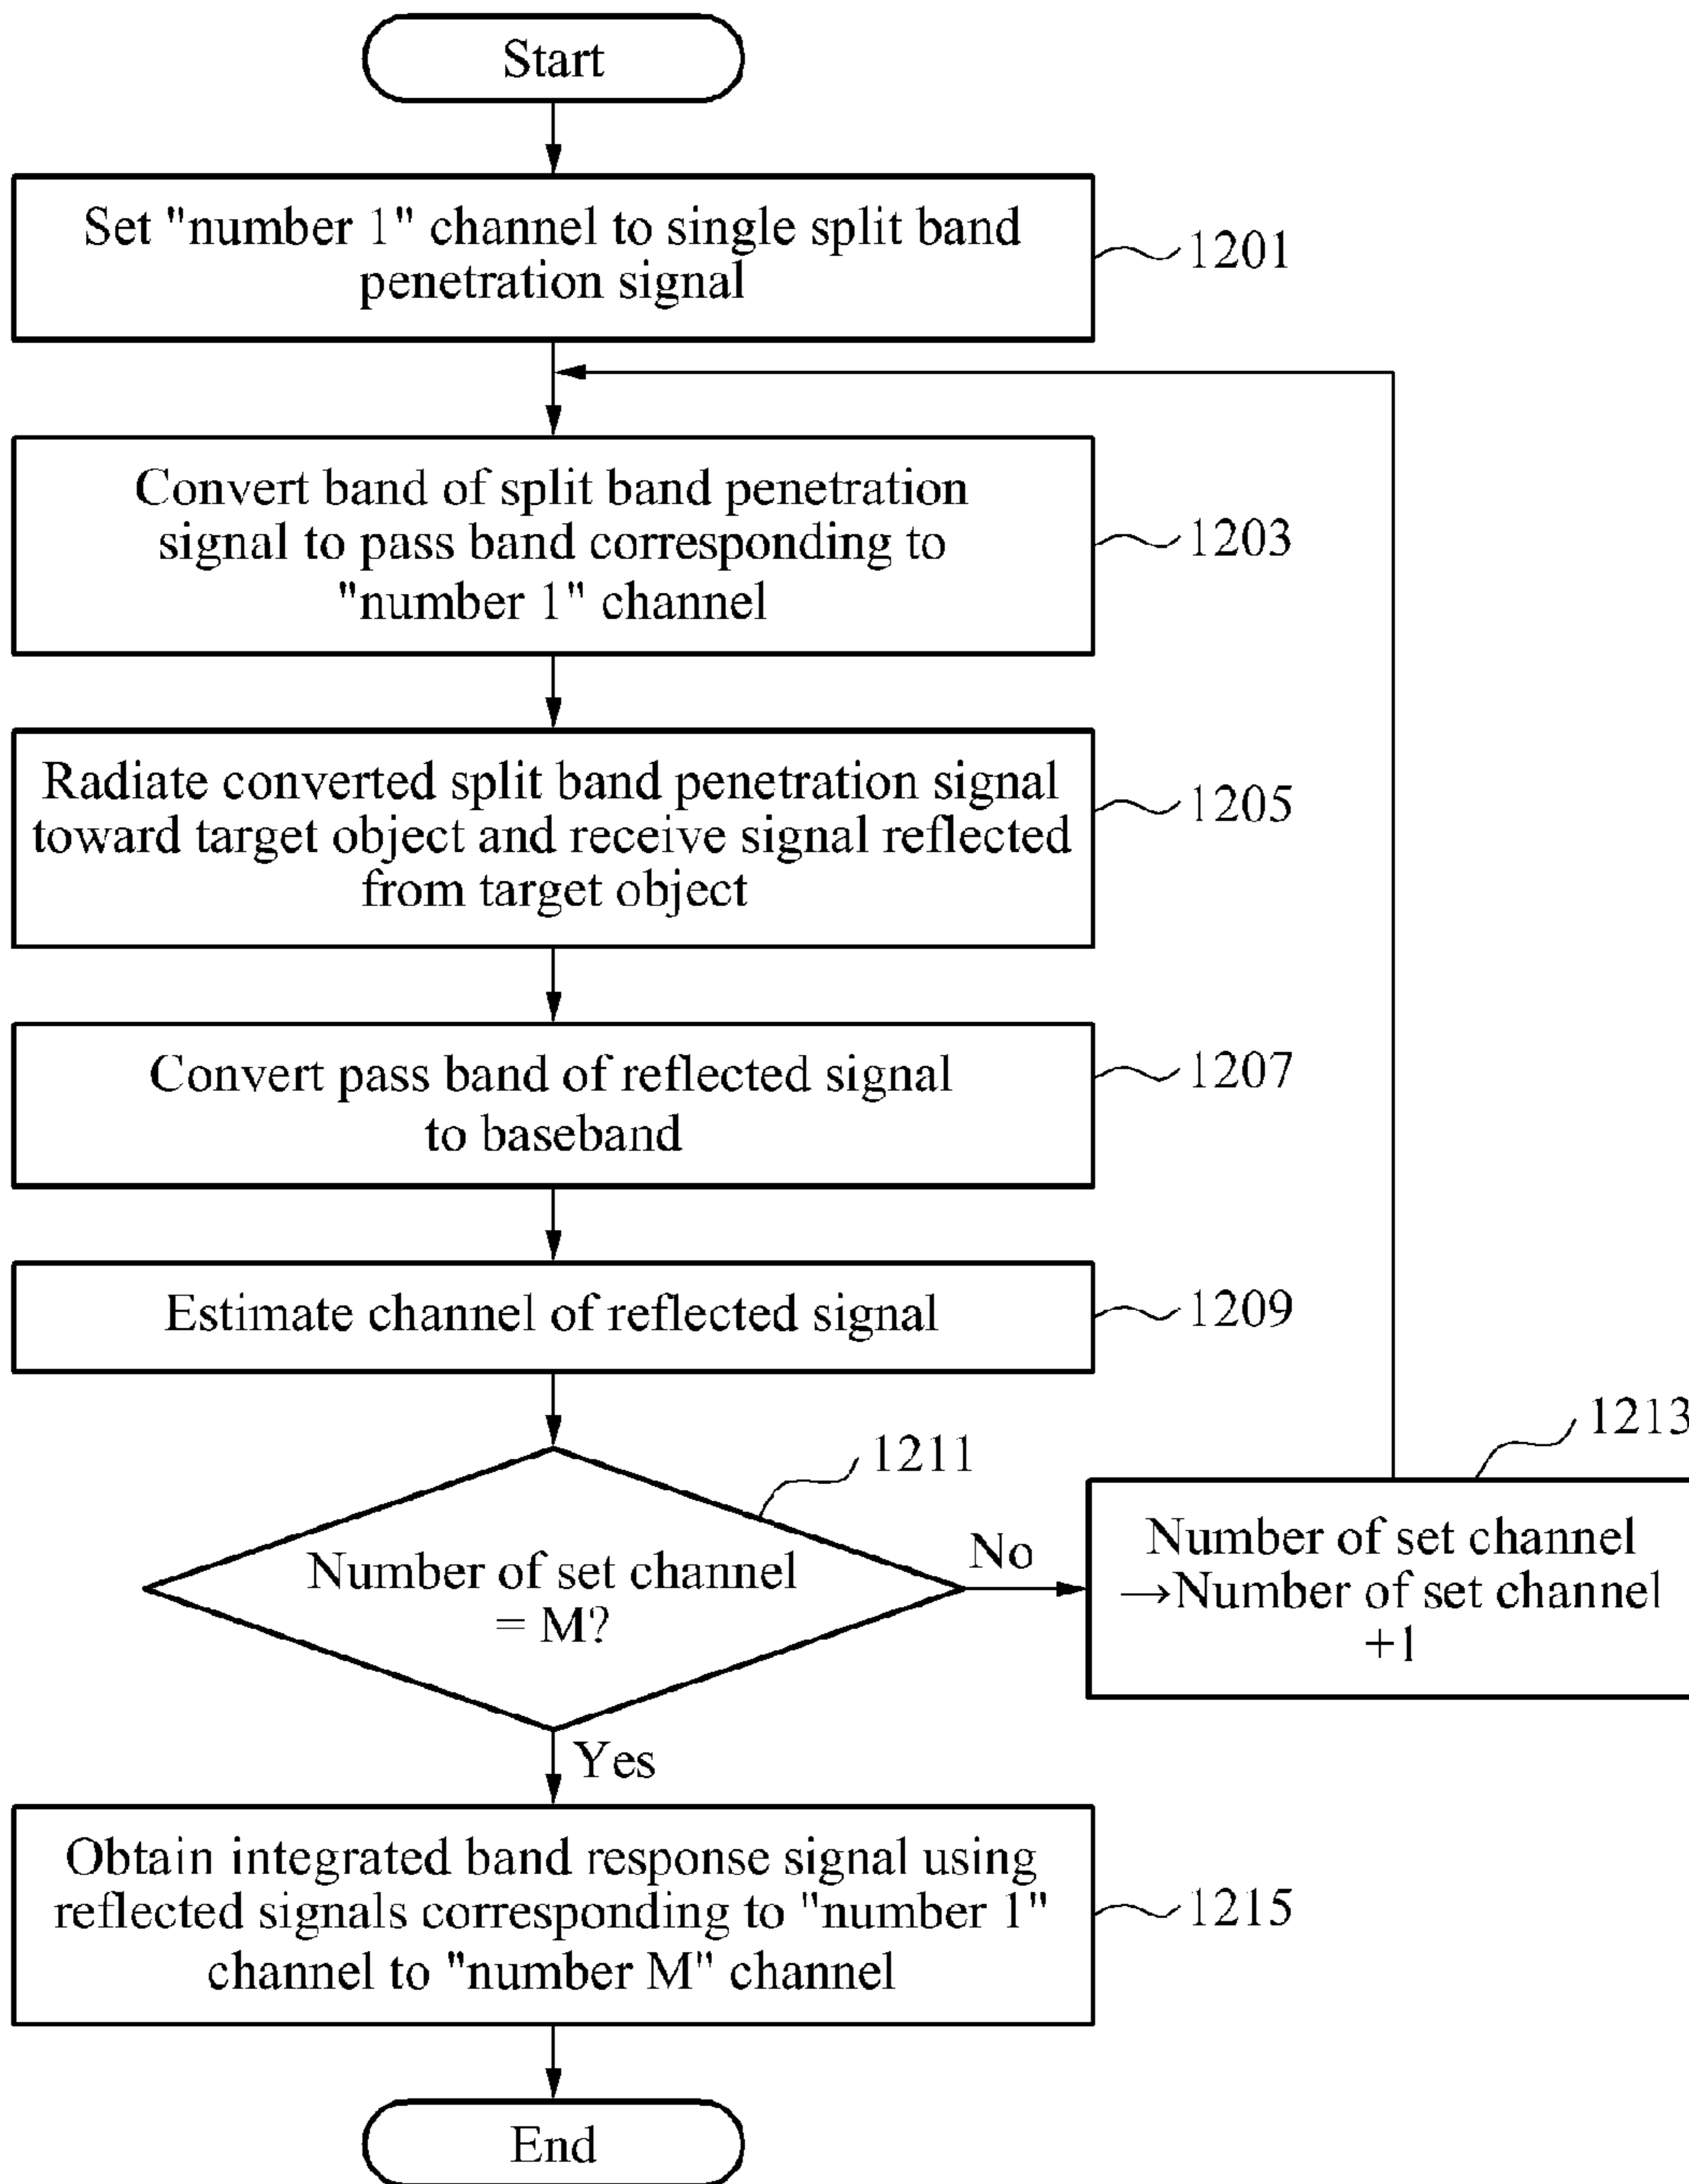 Start
Set "number 1" channel to single split band
penetration signal
1201
Convert band of split band penetration
signal to pass band corresponding to
"number 1" channel
1203
Radiate converted split band penetration signal
toward target object and receive signal reflected
from target object
1205
Convert pass band of reflected signal
to baseband
1207
Estimate channel of reflected signal
1209
1211
Number of set channel
= M?
No
1213
Number of set channel
→Number of set channel
+1
Yes
Obtain integrated band response signal using
reflected signals corresponding to "number 1"
channel to "number M" channel
1215
End